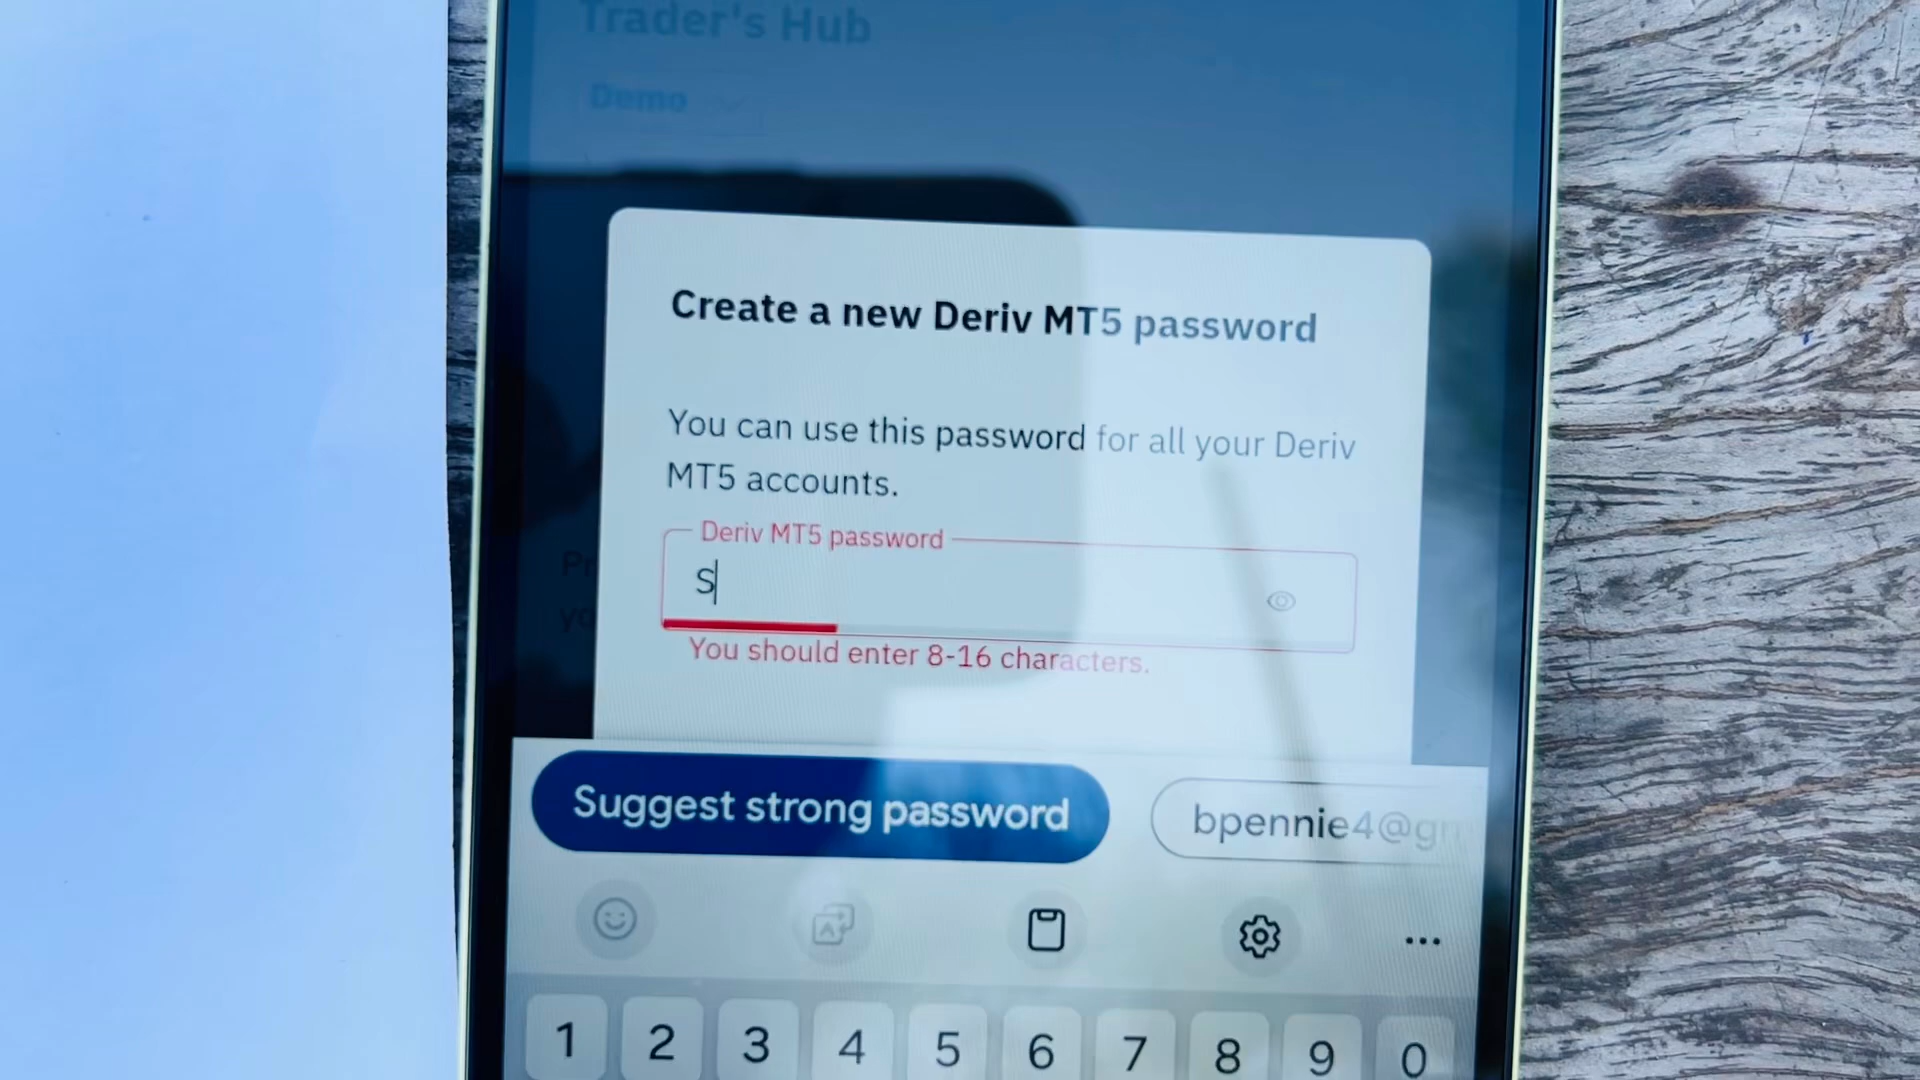 Trader's Hub
Demo
Create a new Deriv MT5 password
You can use this password for all your Deriv
MT5 accounts.
Deriv MT5 password
S
You should enter 8-16 characters.
Suggest strong password
bpennie4@gm
1 2 3 4 5 6 7 8 9 0